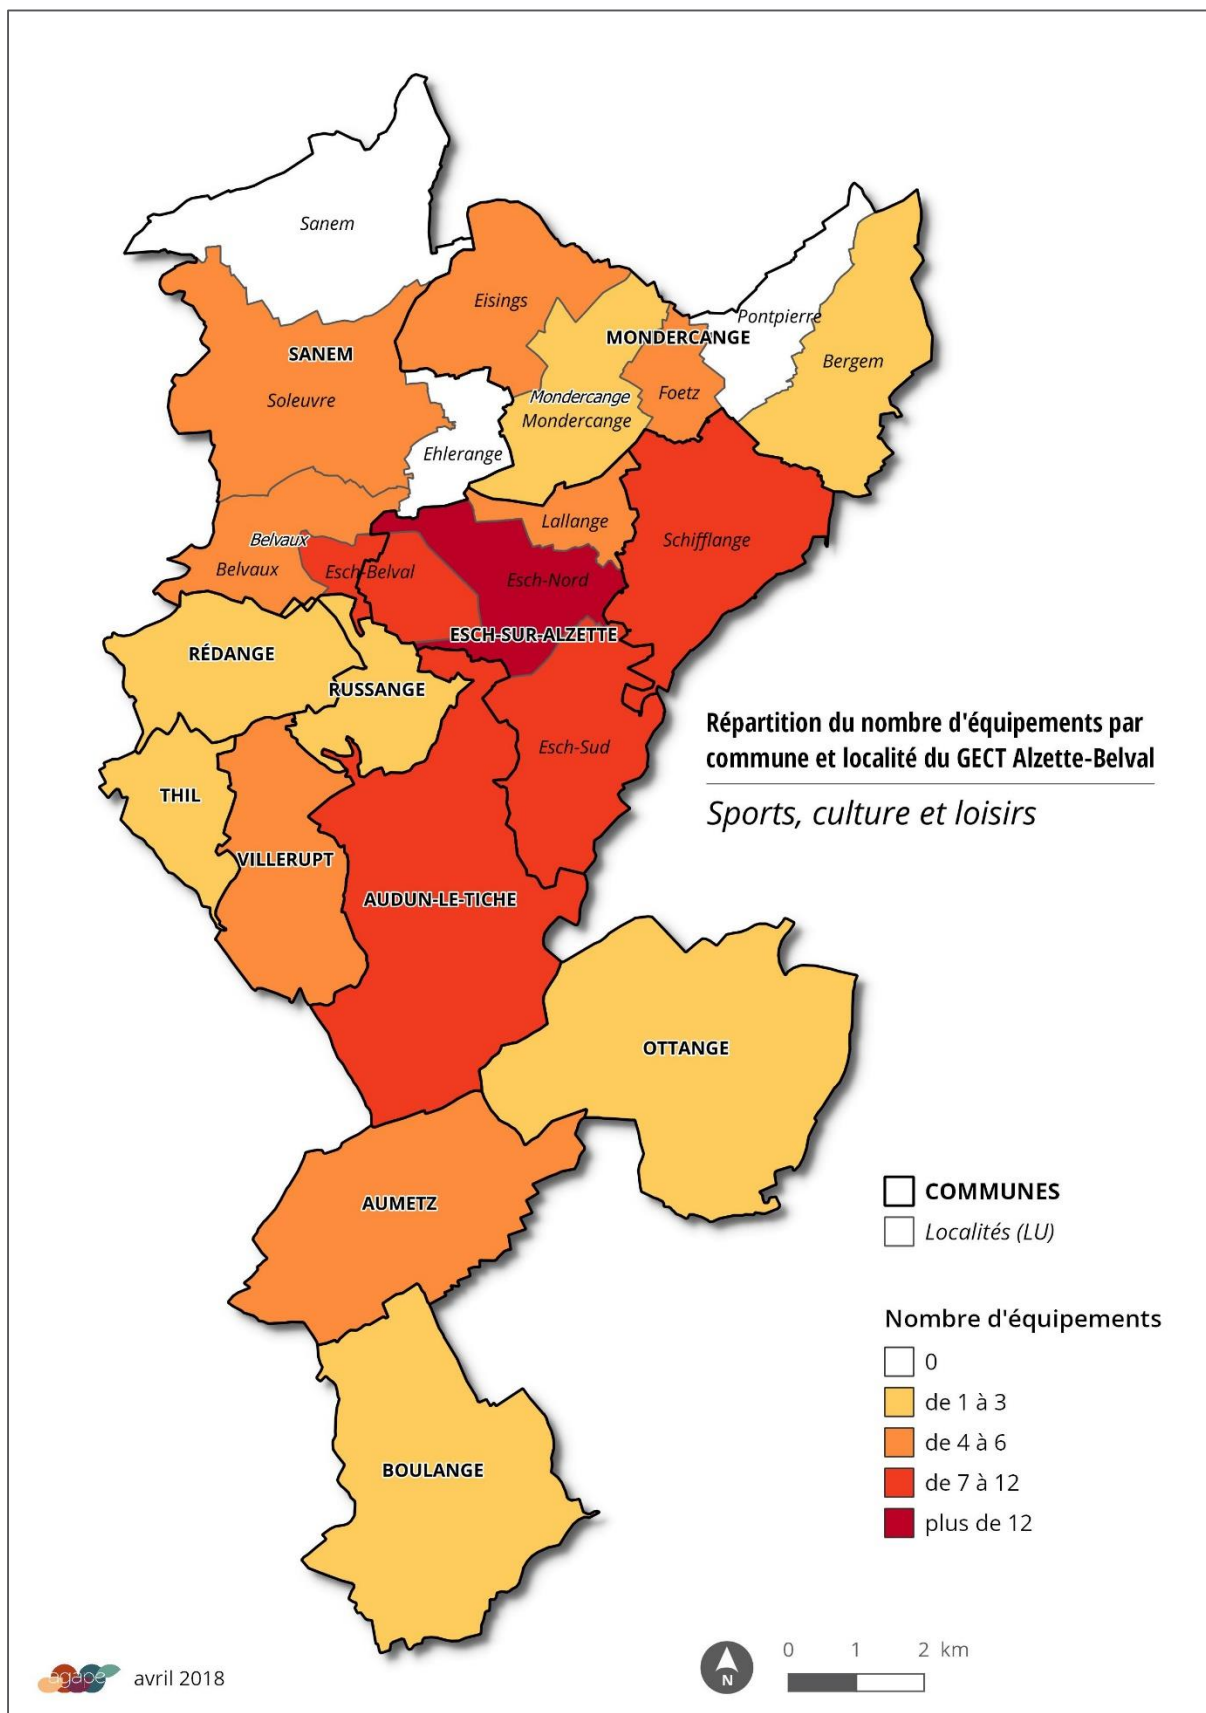 Sanem
Eisings
Pontpierre
SANEM
MONDERCANGE
Bergem
Soleuvre
Foetz
Mondercange
Mondercange
Ehlerange
Lallange
Schifflange
Belvaux
Belvaux
Esch-Belval
Esch-Nord
ESCH-SUR-ALZETTE
RÉDANGE
RUSSANGE
Répartition du nombre d'équipements par
commune et localité du GECT Alzette-Belval
Sports, culture et loisirs
Esch-Sud
THIL
VILLERUPT
AUDUN-LE-TICHE
OTTANGE
AUMETZ
BOULANGE
COMMUNES
Localités (LU)
Nombre d'équipements
0
de 1 à 3
de 4 à 6
de 7 à 12
plus de 12
agape
avril 2018
N
0 1 2 km